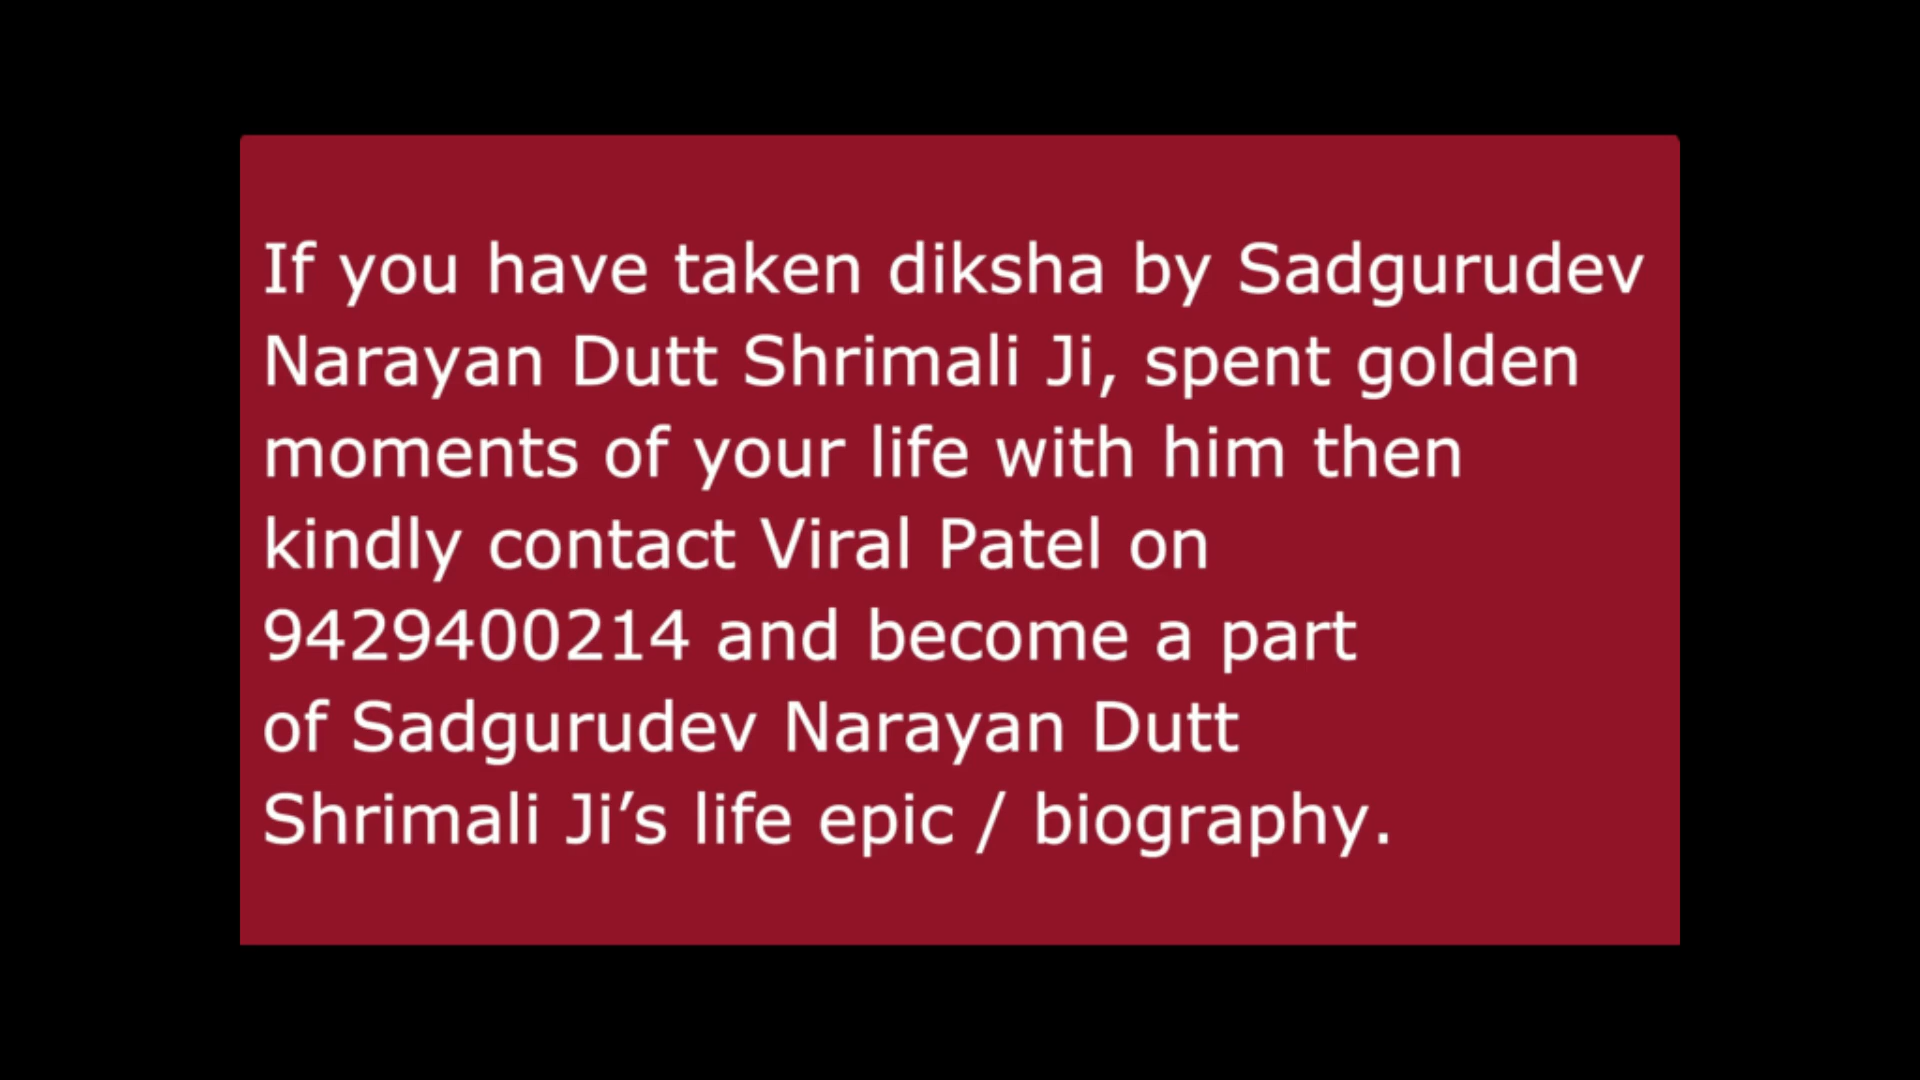 If you have taken diksha by Sadgurudev
Narayan Dutt Shrimali Ji, spent golden
moments of your life with him then
kindly contact Viral Patel on
9429400214 and become a part
of Sadgurudev Narayan Dutt
Shrimali Ji’s life epic / biography.